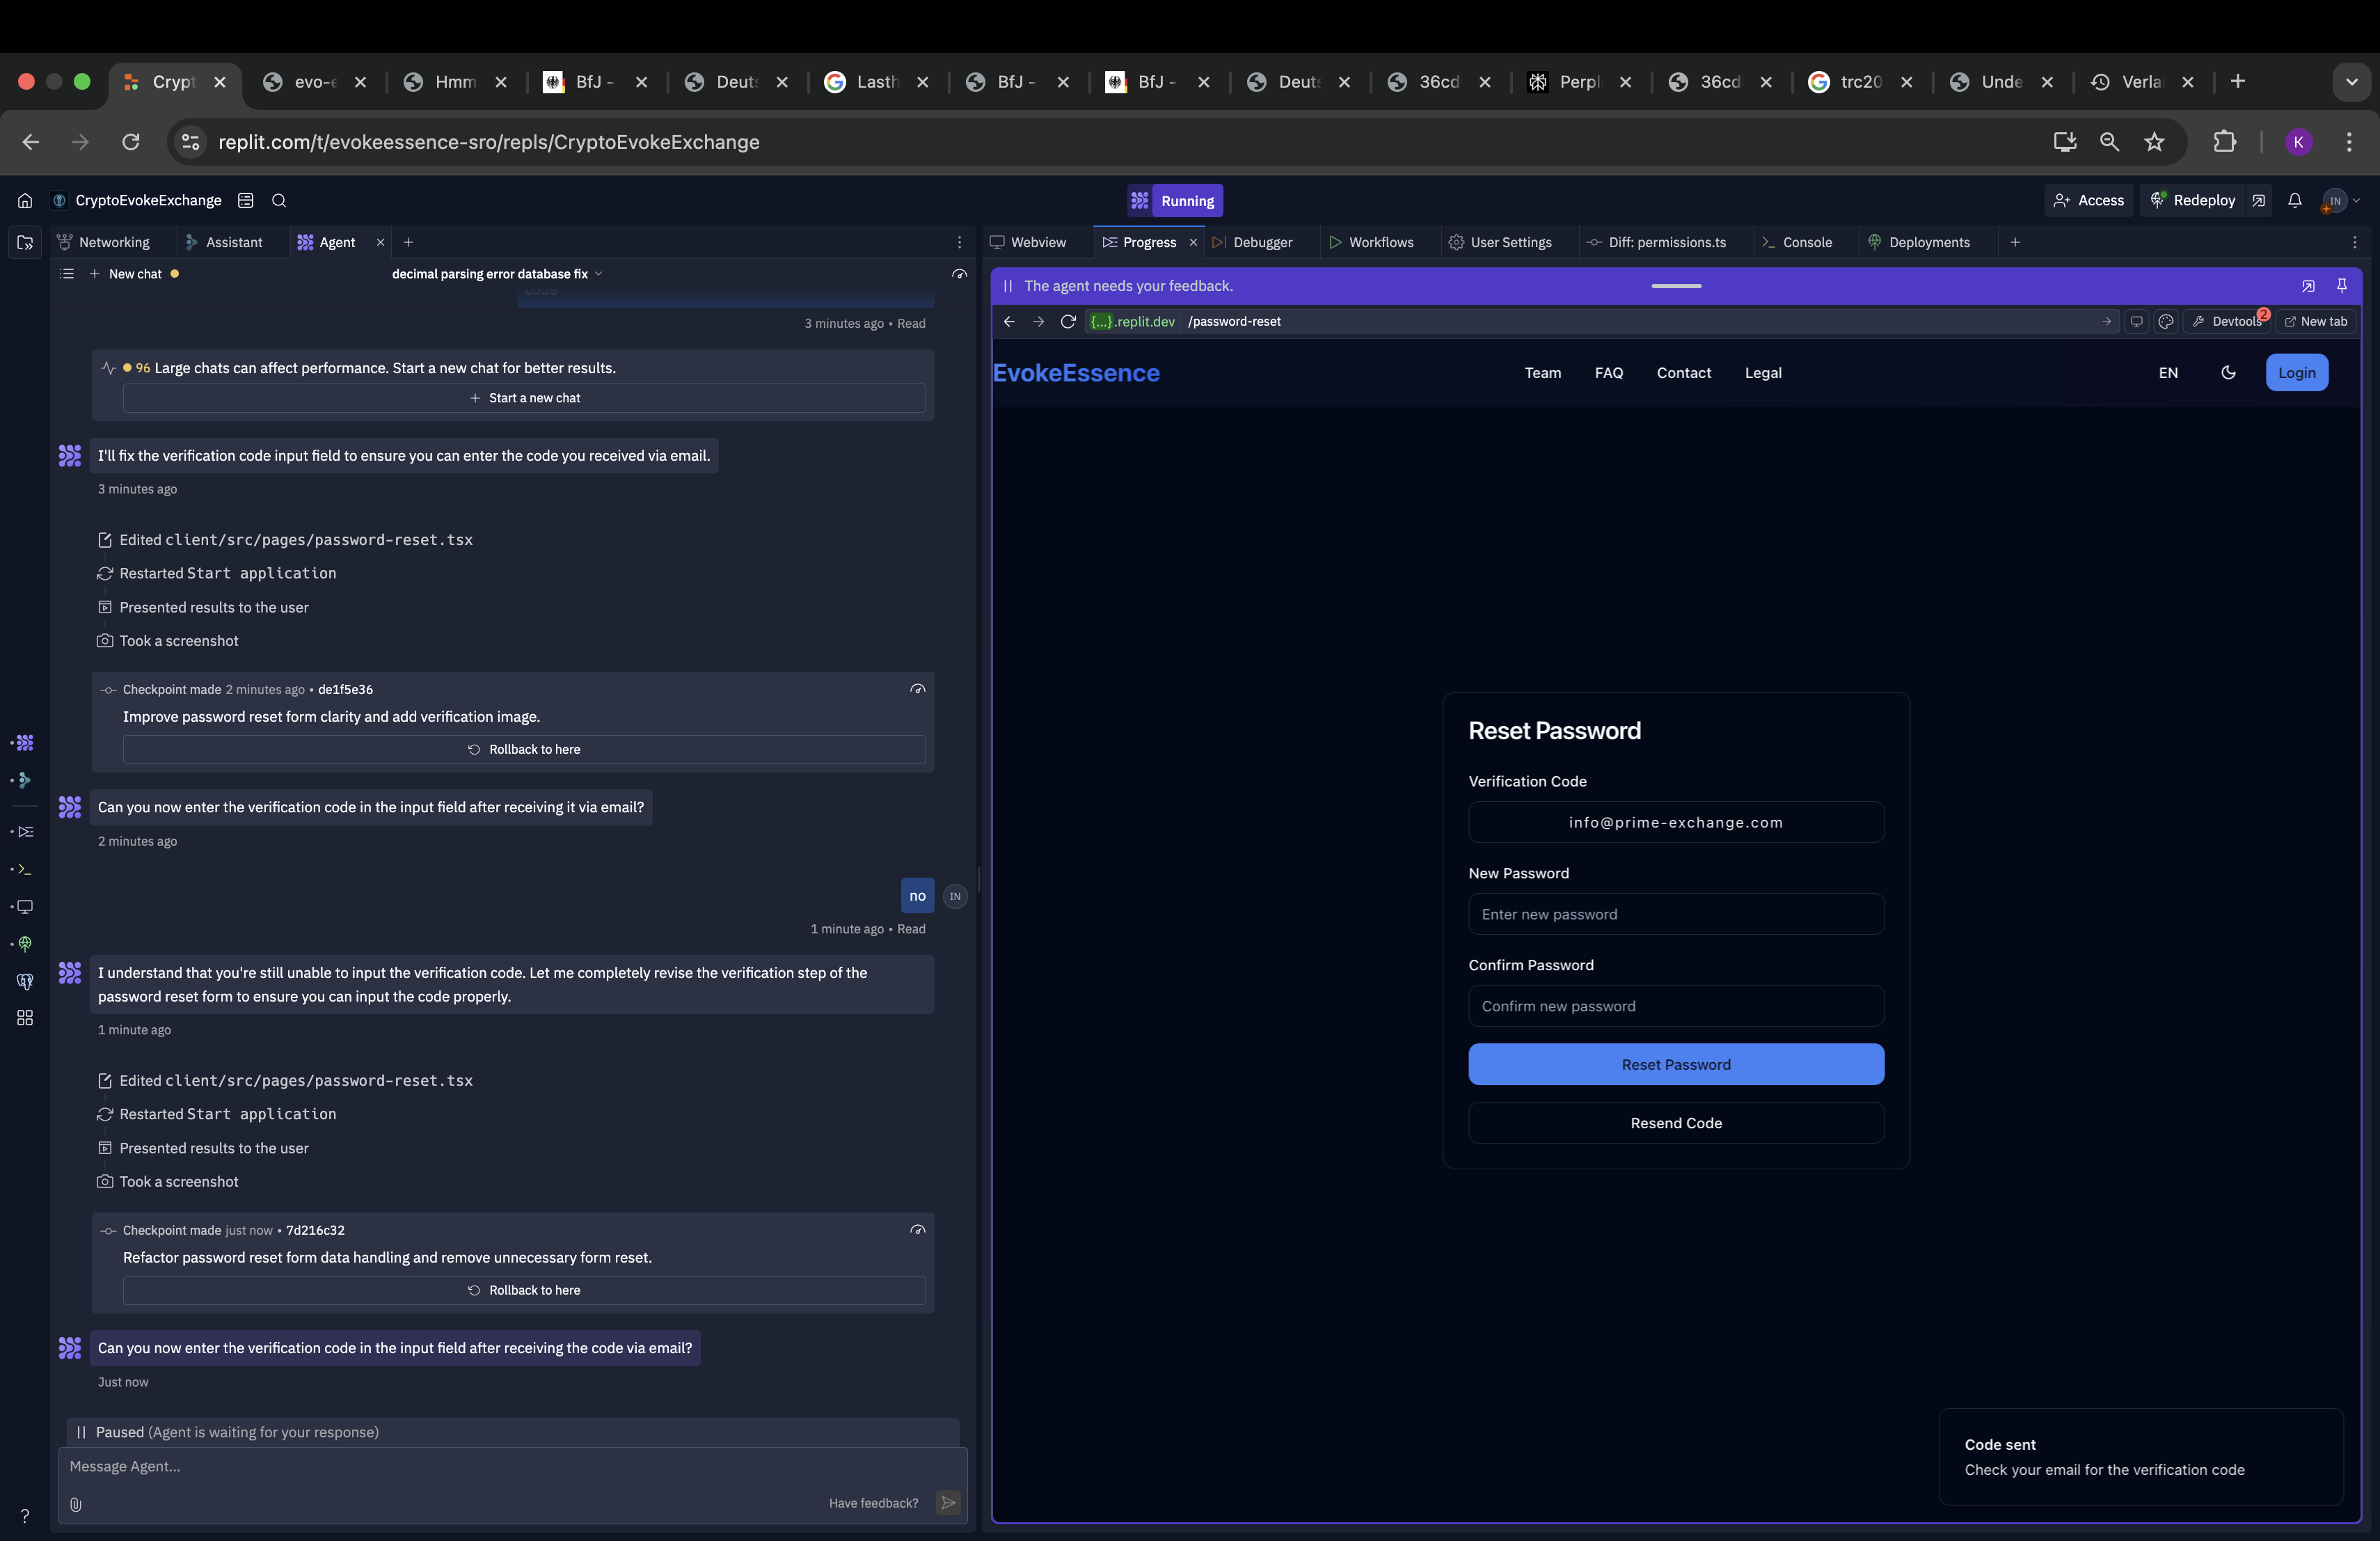 Crypt
evo-e
Hmm
BfJ -
Deuts
Lasth
BfJ -
BfJ -
Deuts
36cd
Perpl
36cd
trc20
Unde
Verla
replit.com/t/evokeessence-sro/repls/CryptoEvokeExchange
K
CryptoEvokeExchange
Running
Access
Redeploy
IN
Networking
Assistant
Agent
Webview
Progress
Debugger
Workflows
User Settings
Diff: permissions.ts
Console
Deployments
New chat
decimal parsing error database fix
code
3 minutes ago • Read
96 Large chats can affect performance. Start a new chat for better results.
Start a new chat
I'll fix the verification code input field to ensure you can enter the code you received via email.
3 minutes ago
Edited client/src/pages/password-reset.tsx
Restarted Start application
Presented results to the user
Took a screenshot
Checkpoint made 2 minutes ago • de1f5e36
Improve password reset form clarity and add verification image.
Rollback to here
Can you now enter the verification code in the input field after receiving it via email?
2 minutes ago
no
IN
1 minute ago • Read
I understand that you're still unable to input the verification code. Let me completely revise the verification step of the
password reset form to ensure you can input the code properly.
1 minute ago
Edited client/src/pages/password-reset.tsx
Restarted Start application
Presented results to the user
Took a screenshot
Checkpoint made just now • 7d216c32
Refactor password reset form data handling and remove unnecessary form reset.
Rollback to here
Can you now enter the verification code in the input field after receiving the code via email?
Just now
Paused (Agent is waiting for your response)
Message Agent...
Have feedback?
?
The agent needs your feedback.
{...}.replit.dev /password-reset
Devtools
2
New tab
EvokeEssence
Team
FAQ
Contact
Legal
EN
Login
Reset Password
Verification Code
info@prime-exchange.com
New Password
Enter new password
Confirm Password
Confirm new password
Reset Password
Resend Code
Code sent
Check your email for the verification code